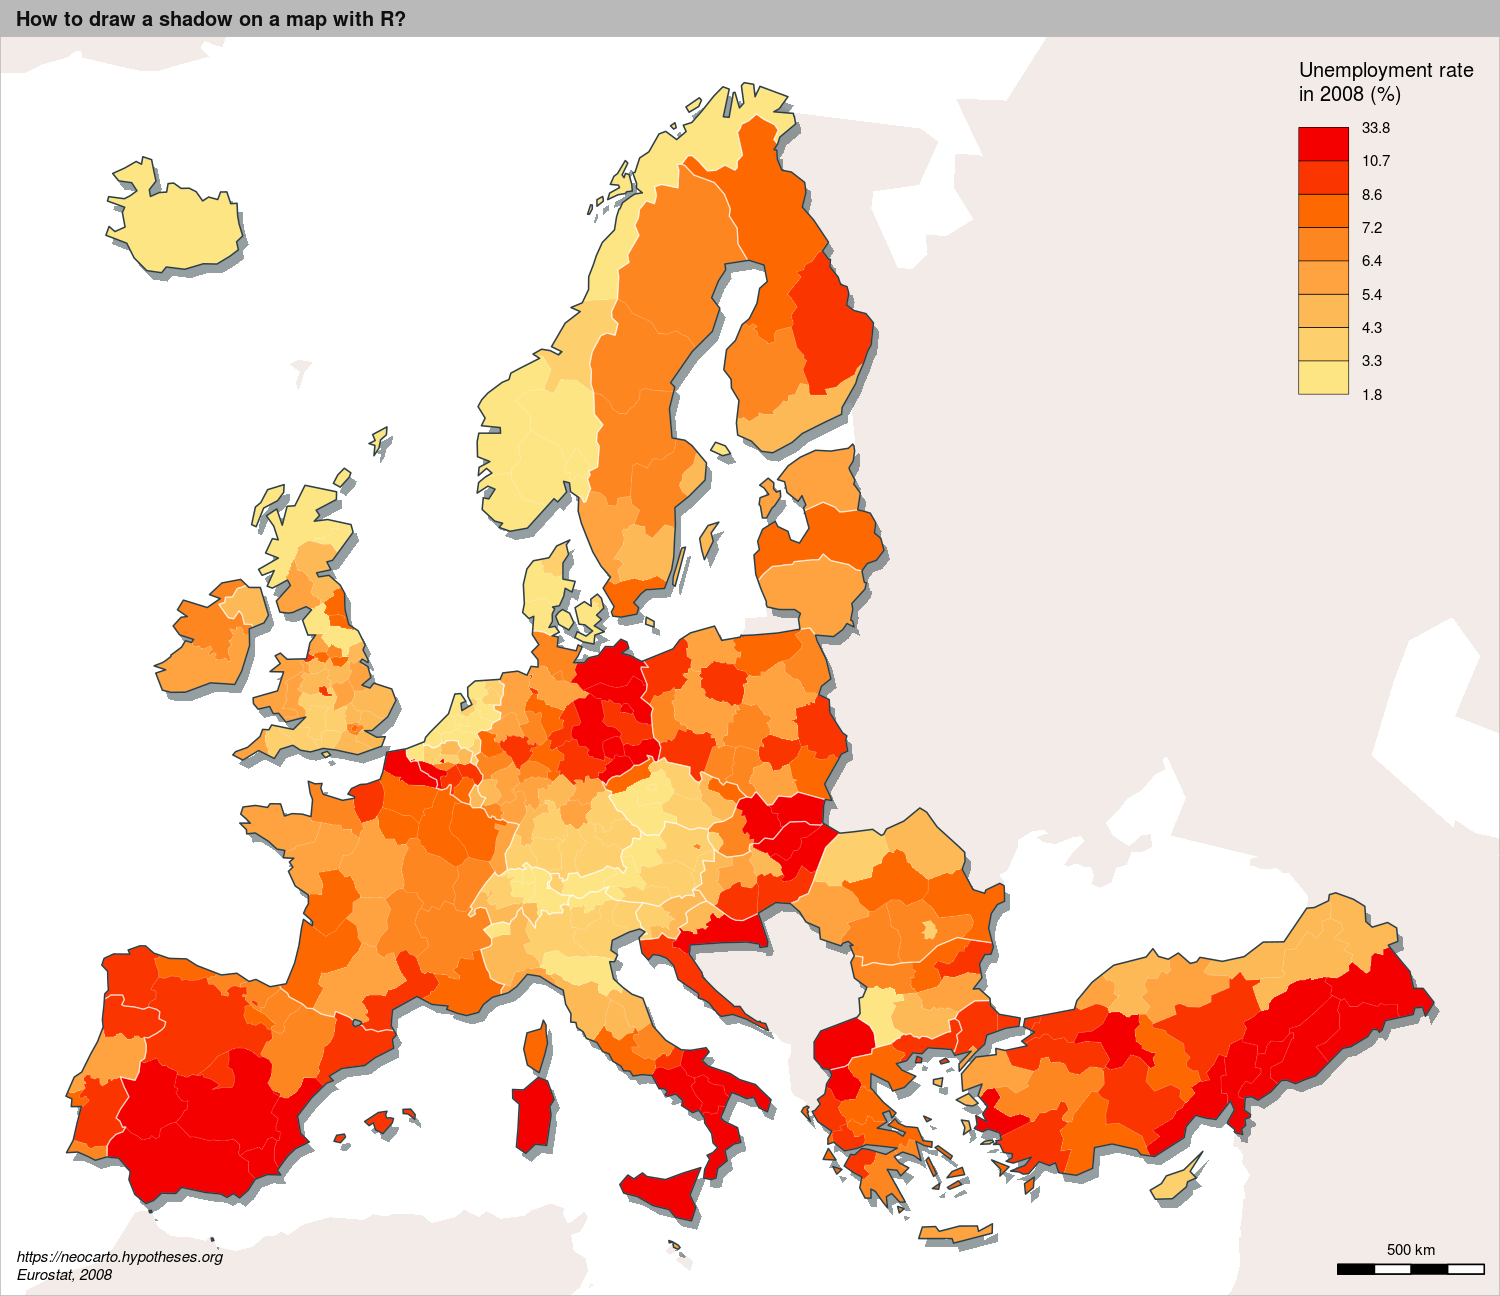 How to draw a shadow on a map with R?
Unemployment rate
in 2008 (%)
33.8
10.7
8.6
7.2
6.4
5.4
4.3
3.3
1.8
https://neocarto.hypotheses.org
Eurostat, 2008
500 km